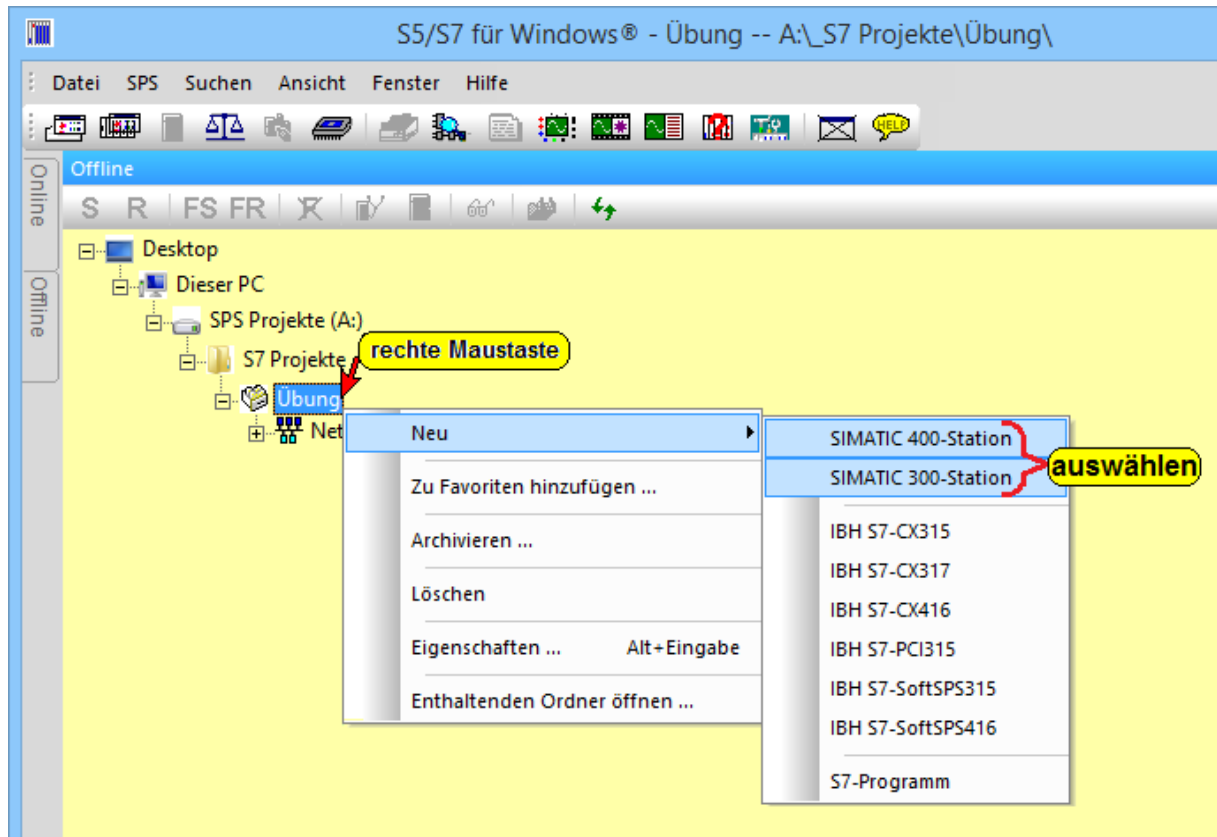 S5/S7 für Windows® - Übung -- A:\_S7 Projekte\Übung\
Datei SPS Suchen Ansicht Fenster Hilfe
HELP
Online
Offline
Offline
S R FS FR
Desktop
Dieser PC
SPS Projekte (A:)
S7 Projekte
rechte Maustaste
Übung
Net
Neu
Zu Favoriten hinzufügen ...
Archivieren ...
Löschen
Eigenschaften ... Alt+Eingabe
Enthaltenden Ordner öffnen ...
SIMATIC 400-Station
SIMATIC 300-Station
auswählen
IBH S7-CX315
IBH S7-CX317
IBH S7-CX416
IBH S7-PCI315
IBH S7-SoftSPS315
IBH S7-SoftSPS416
S7-Programm